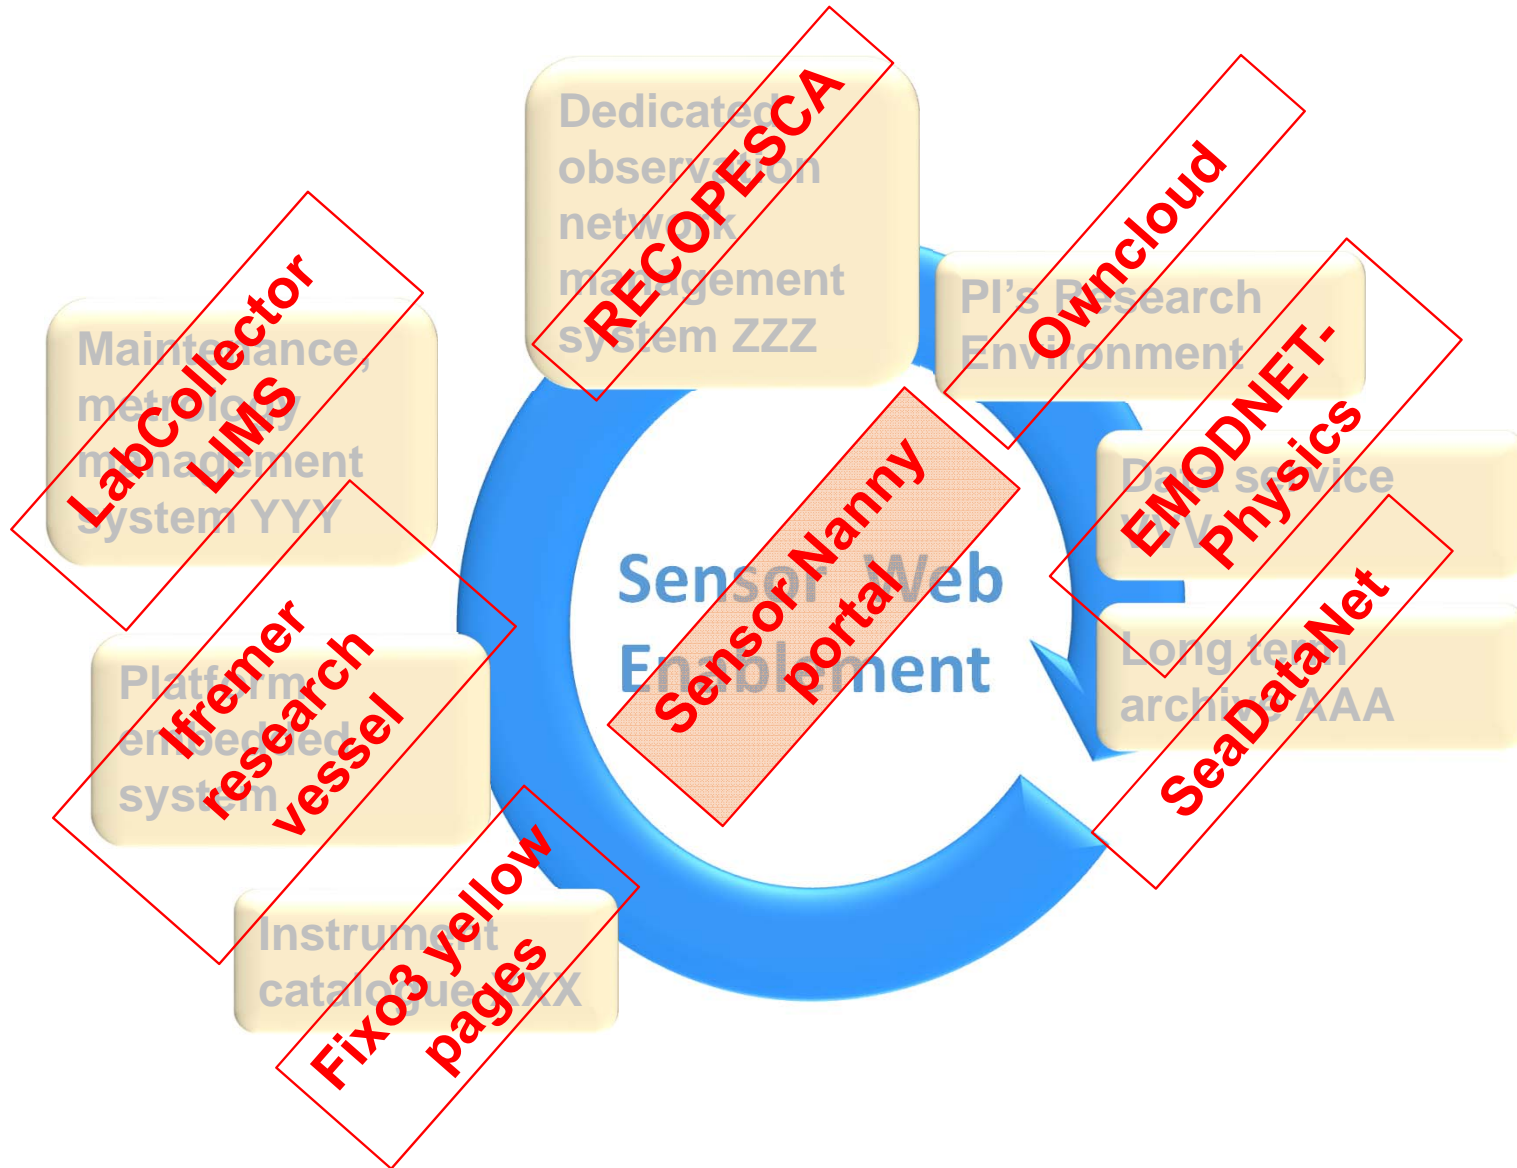 Dedicated
observation
network
management
system ZZZ
RECOPESCA
Owncloud
PI's Research
Environment
Maintenance,
metrology
management
system YYY
LabCollector
LIMS
EMODNET-
Physics
Data service
VVV
Sensor Web
Enablement
Sensor Nanny
portal
Long term
archive AAA
SeaDataNet
Platform
embedded
system
Ifremer
research
vessel
Instrument
catalogue XXX
Fixo3 yellow
pages